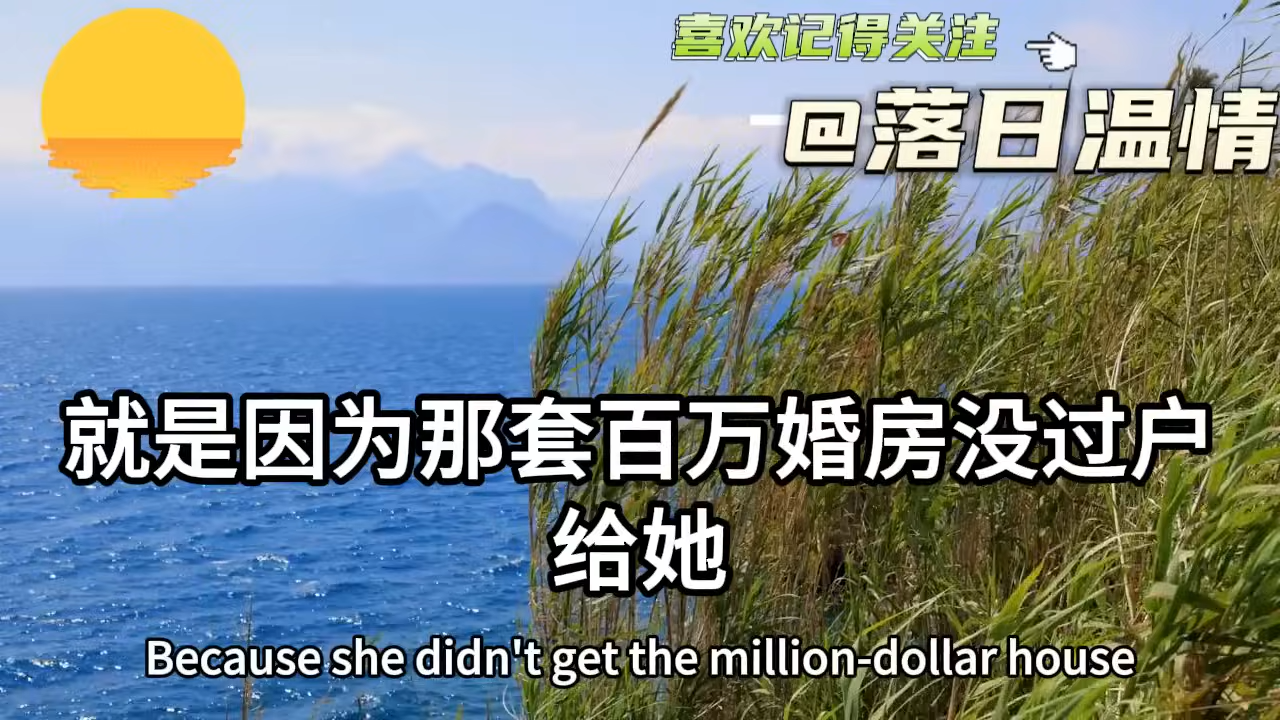 喜欢记得关注
@落日温情
就是因为那套百万婚房没过户
给她
Because she didn't get the million-dollar house